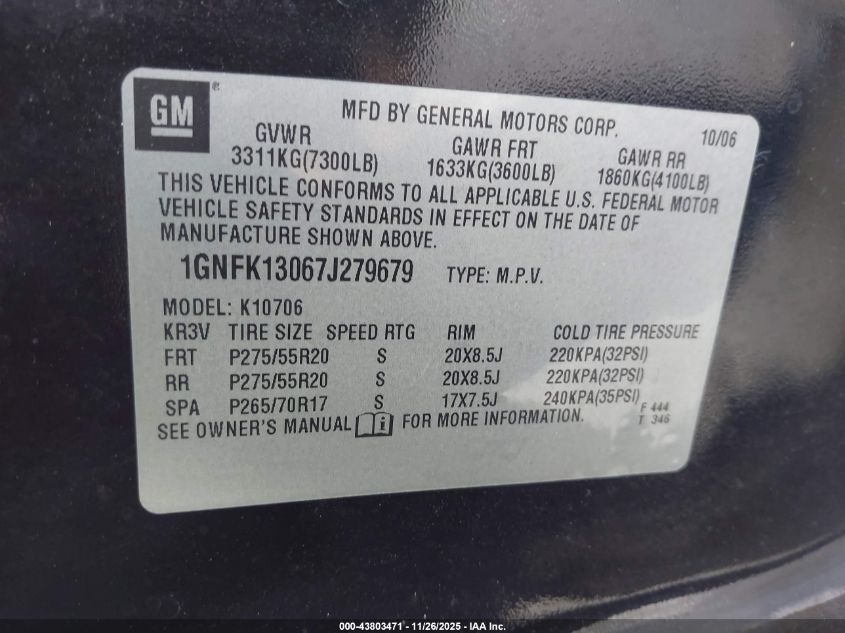 GM ®
MFD BY GENERAL MOTORS CORP. 10/06
GVWR GAWR FRT GAWR RR
3311KG(7300LB) 1633KG(3600LB) 1860KG(4100LB)
THIS VEHICLE CONFORMS TO ALL APPLICABLE U.S. FEDERAL MOTOR
VEHICLE SAFETY STANDARDS IN EFFECT ON THE DATE OF
MANUFACTURE SHOWN ABOVE.
1GNFK13067J279679 TYPE: M.P.V.
MODEL: K10706
KR3V TIRE SIZE SPEED RTG RIM COLD TIRE PRESSURE
FRT P275/55R20 S 20X8.5J 220KPA(32PSI)
RR P275/55R20 S 20X8.5J 220KPA(32PSI)
SPA P265/70R17 S 17X7.5J 240KPA(35PSI)
F 444
SEE OWNER'S MANUAL i FOR MORE INFORMATION. T 346
000-43803471 - 11/26/2025 - IAA Inc.